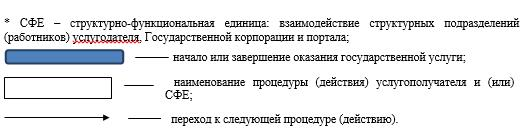 * СФЕ – структурно-функциональная единица: взаимодействие структурных подразделений
(работников) услугодателя, Государственной корпорации и портала;
начало или завершение оказания государственной услуги;
наименование процедуры (действия) услугополучателя и (или)
СФЕ;
переход к следующей процедуре (действию).